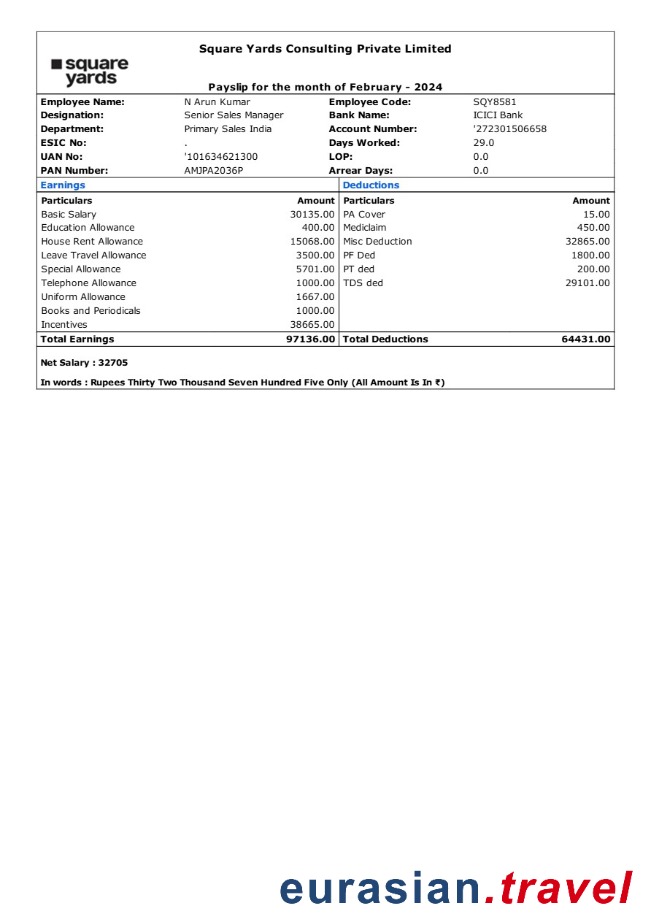 Square Yards Consulting Private Limited
square
yards
Payslip for the month of February - 2024
Employee Name: N Arun Kumar Employee Code: SQY8581
Designation: Senior Sales Manager Bank Name: ICICI Bank
Department: Primary Sales India Account Number: '272301506658
ESIC No: . Days Worked: 29.0
UAN No: '101634621300 LOP: 0.0
PAN Number: AMJPA2036P Arrear Days: 0.0
Earnings Deductions
Particulars Amount Particulars Amount
Basic Salary 30135.00 PA Cover 15.00
Education Allowance 400.00 Mediclaim 450.00
House Rent Allowance 15068.00 Misc Deduction 32865.00
Leave Travel Allowance 3500.00 PF Ded 1800.00
Special Allowance 5701.00 PT ded 200.00
Telephone Allowance 1000.00 TDS ded 29101.00
Uniform Allowance 1667.00
Books and Periodicals 1000.00
Incentives 38665.00
Total Earnings 97136.00 Total Deductions 64431.00
Net Salary : 32705
In words : Rupees Thirty Two Thousand Seven Hundred Five Only (All Amount Is In ₹)
eurasian.travel